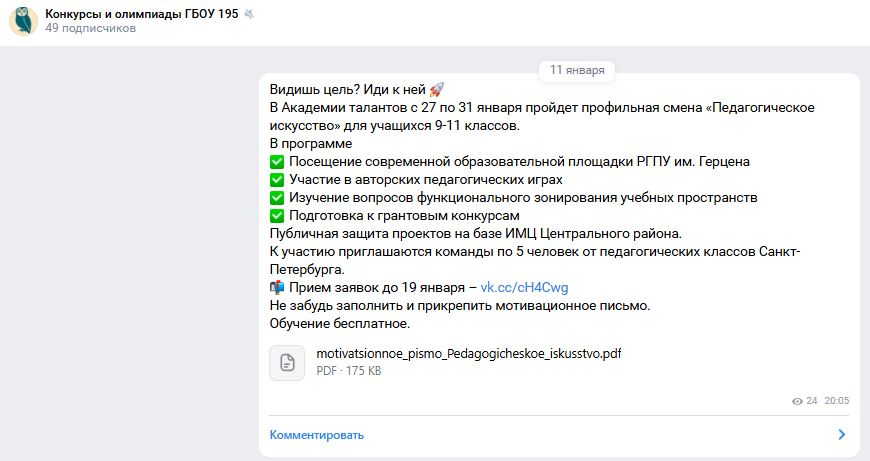 Конкурсы и олимпиады ГБОУ 195
49 подписчиков
11 января
Видишь цель? Иди к ней 🚀
В Академии талантов с 27 по 31 января пройдет профильная смена «Педагогическое
искусство» для учащихся 9-11 классов.
В программе
✅ Посещение современной образовательной площадки РГПУ им. Герцена
✅ Участие в авторских педагогических играх
✅ Изучение вопросов функционального зонирования учебных пространств
✅ Подготовка к грантовым конкурсам
Публичная защита проектов на базе ИМЦ Центрального района.
К участию приглашаются команды по 5 человек от педагогических классов Санкт-
Петербурга.
📬 Прием заявок до 19 января – vk.cc/cH4Cwg
Не забудь заполнить и прикрепить мотивационное письмо.
Обучение бесплатное.
motivatsionnoe_pismo_Pedagogicheskoe_iskusstvo.pdf
PDF · 175 KB
24 20:05
Комментировать